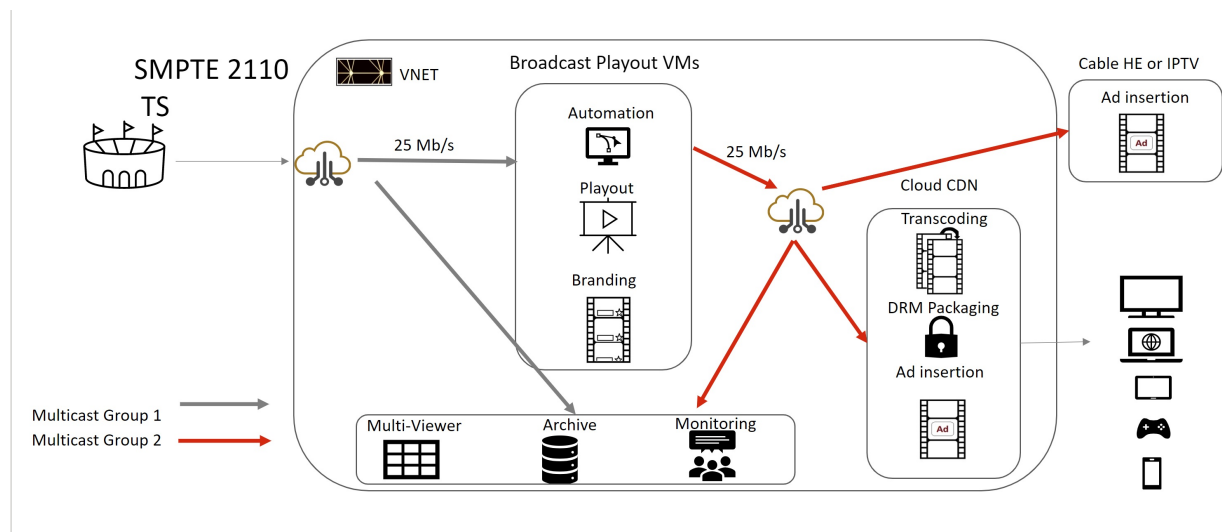 SMPTE 2110
TS
VNET
Broadcast Playout VMs
Cable HE or IPTV
Ad insertion
Ad
Automation
25 Mb/s
25 Mb/s
Playout
Cloud CDN
Transcoding
Branding
DRM Packaging
Ad insertion
Ad
Multicast Group 1
Multicast Group 2
Multi-Viewer
Archive
Monitoring